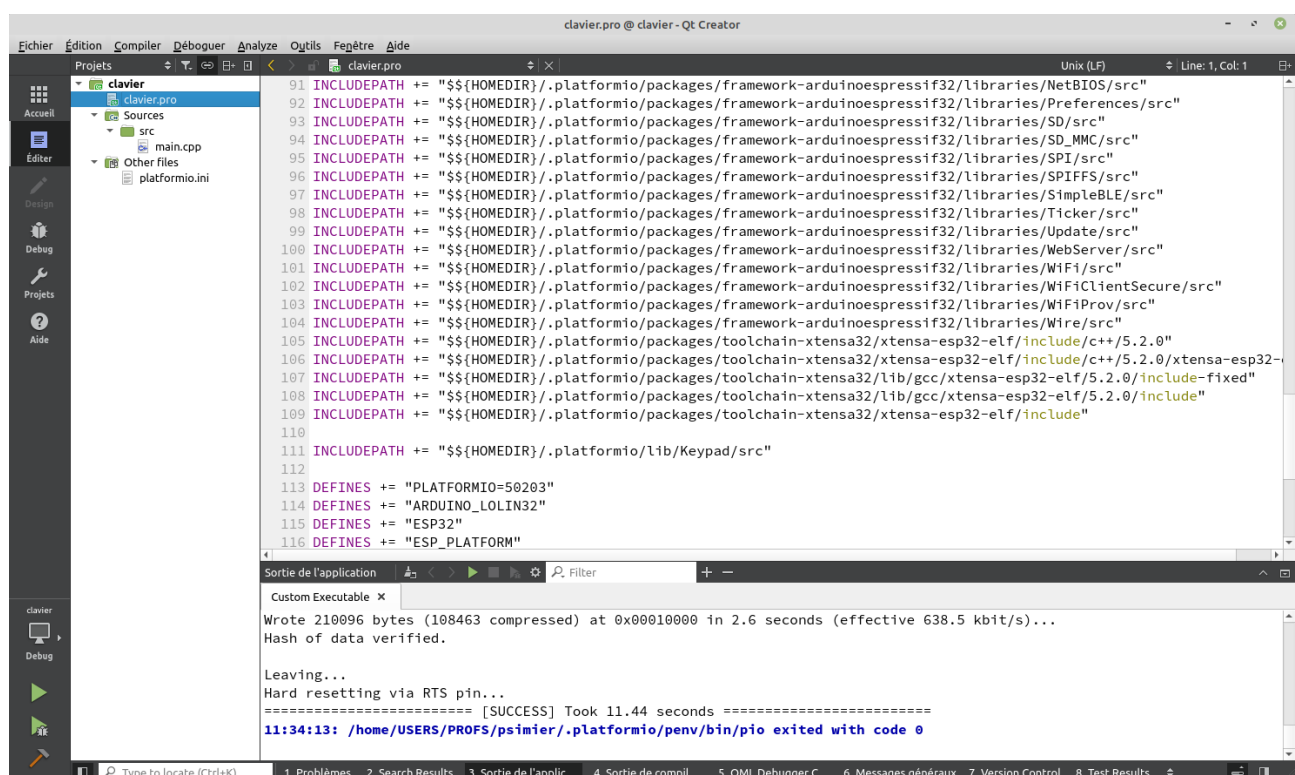 clavier.pro @ clavier - Qt Creator
Fichier Édition Compiler Déboguer Analyze Outils Fenêtre Aide
Projets
clavier.pro
Unix (LF)
Line: 1, Col: 1
Accueil
Éditer
Design
Debug
Projets
Aide
clavier
clavier.pro
Sources
src
main.cpp
Other files
platformio.ini
91 INCLUDEPATH += "$${HOMEDIR}/.platformio/packages/framework-arduinoespressif32/libraries/NetBIOS/src"
92 INCLUDEPATH += "$${HOMEDIR}/.platformio/packages/framework-arduinoespressif32/libraries/Preferences/src"
93 INCLUDEPATH += "$${HOMEDIR}/.platformio/packages/framework-arduinoespressif32/libraries/SD/src"
94 INCLUDEPATH += "$${HOMEDIR}/.platformio/packages/framework-arduinoespressif32/libraries/SD_MMC/src"
95 INCLUDEPATH += "$${HOMEDIR}/.platformio/packages/framework-arduinoespressif32/libraries/SPI/src"
96 INCLUDEPATH += "$${HOMEDIR}/.platformio/packages/framework-arduinoespressif32/libraries/SPIFFS/src"
97 INCLUDEPATH += "$${HOMEDIR}/.platformio/packages/framework-arduinoespressif32/libraries/SimpleBLE/src"
98 INCLUDEPATH += "$${HOMEDIR}/.platformio/packages/framework-arduinoespressif32/libraries/Ticker/src"
99 INCLUDEPATH += "$${HOMEDIR}/.platformio/packages/framework-arduinoespressif32/libraries/Update/src"
100 INCLUDEPATH += "$${HOMEDIR}/.platformio/packages/framework-arduinoespressif32/libraries/WebServer/src"
101 INCLUDEPATH += "$${HOMEDIR}/.platformio/packages/framework-arduinoespressif32/libraries/WiFi/src"
102 INCLUDEPATH += "$${HOMEDIR}/.platformio/packages/framework-arduinoespressif32/libraries/WiFiClientSecure/src"
103 INCLUDEPATH += "$${HOMEDIR}/.platformio/packages/framework-arduinoespressif32/libraries/WiFiProv/src"
104 INCLUDEPATH += "$${HOMEDIR}/.platformio/packages/framework-arduinoespressif32/libraries/Wire/src"
105 INCLUDEPATH += "$${HOMEDIR}/.platformio/packages/toolchain-xtensa32/xtensa-esp32-elf/include/c++/5.2.0"
106 INCLUDEPATH += "$${HOMEDIR}/.platformio/packages/toolchain-xtensa32/xtensa-esp32-elf/include/c++/5.2.0/xtensa-esp32-
107 INCLUDEPATH += "$${HOMEDIR}/.platformio/packages/toolchain-xtensa32/lib/gcc/xtensa-esp32-elf/5.2.0/include-fixed"
108 INCLUDEPATH += "$${HOMEDIR}/.platformio/packages/toolchain-xtensa32/lib/gcc/xtensa-esp32-elf/5.2.0/include"
109 INCLUDEPATH += "$${HOMEDIR}/.platformio/packages/toolchain-xtensa32/xtensa-esp32-elf/include"
110
111 INCLUDEPATH += "$${HOMEDIR}/.platformio/lib/Keypad/src"
112
113 DEFINES += "PLATFORMIO=50203"
114 DEFINES += "ARDUINO_LOLIN32"
115 DEFINES += "ESP32"
116 DEFINES += "ESP_PLATFORM"
Sortie de l'application
Filter
Custom Executable
Wrote 210096 bytes (108463 compressed) at 0x00010000 in 2.6 seconds (effective 638.5 kbit/s)...
Hash of data verified.
Leaving...
Hard resetting via RTS pin...
========================= [SUCCESS] Took 11.44 seconds =========================
11:34:13: /home/USERS/PROFS/psimier/.platformio/penv/bin/pio exited with code 0
clavier
Debug
Type to locate (Ctrl+K)
1 Problèmes 2 Search Results 3 Sortie de l'applic... 4 Sortie de compil... 5 QML Debugger C... 6 Messages généraux 7 Version Control 8 Test Results